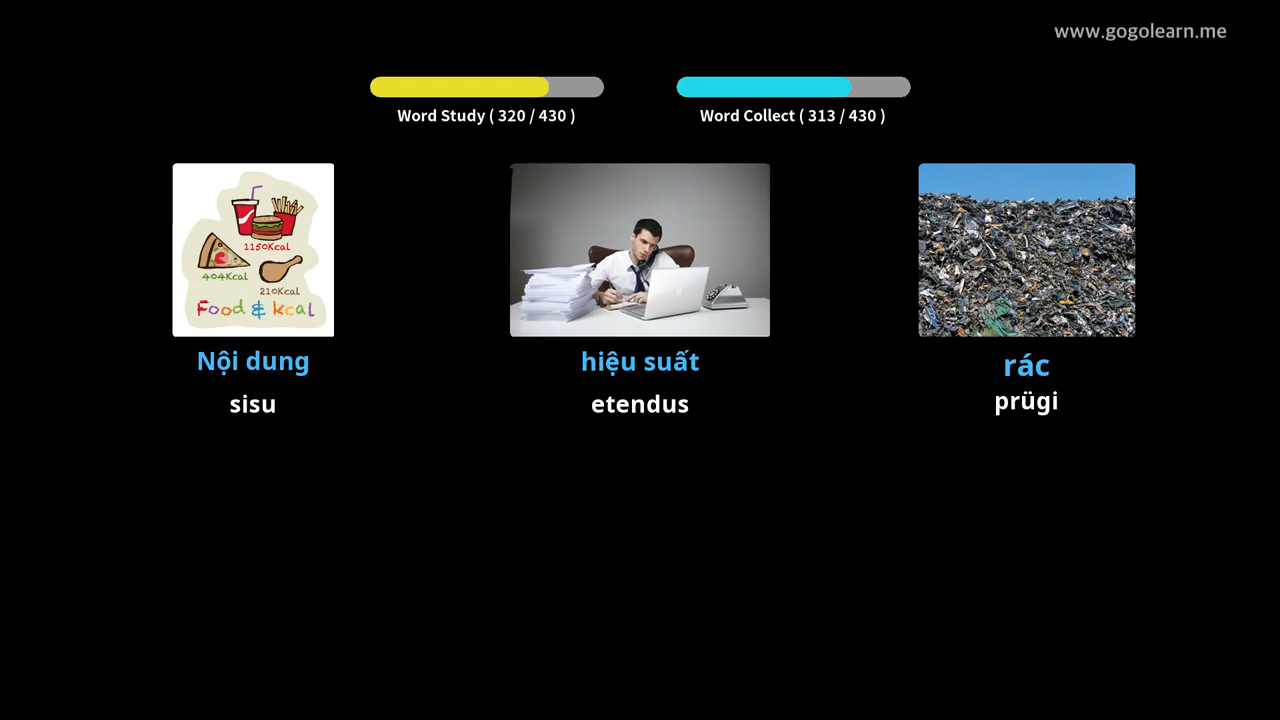 www.gogolearn.me
Word Study ( 320 / 430 )
Word Collect ( 313 / 430 )
1150Kcal
404Kcal
210Kcal
Food & kcal
Nội dung
hiệu suất
rác
sisu
etendus
prügi